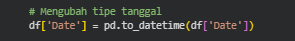 # Mengubah tipe tanggal
df['Date'] = pd.to_datetime(df['Date'])